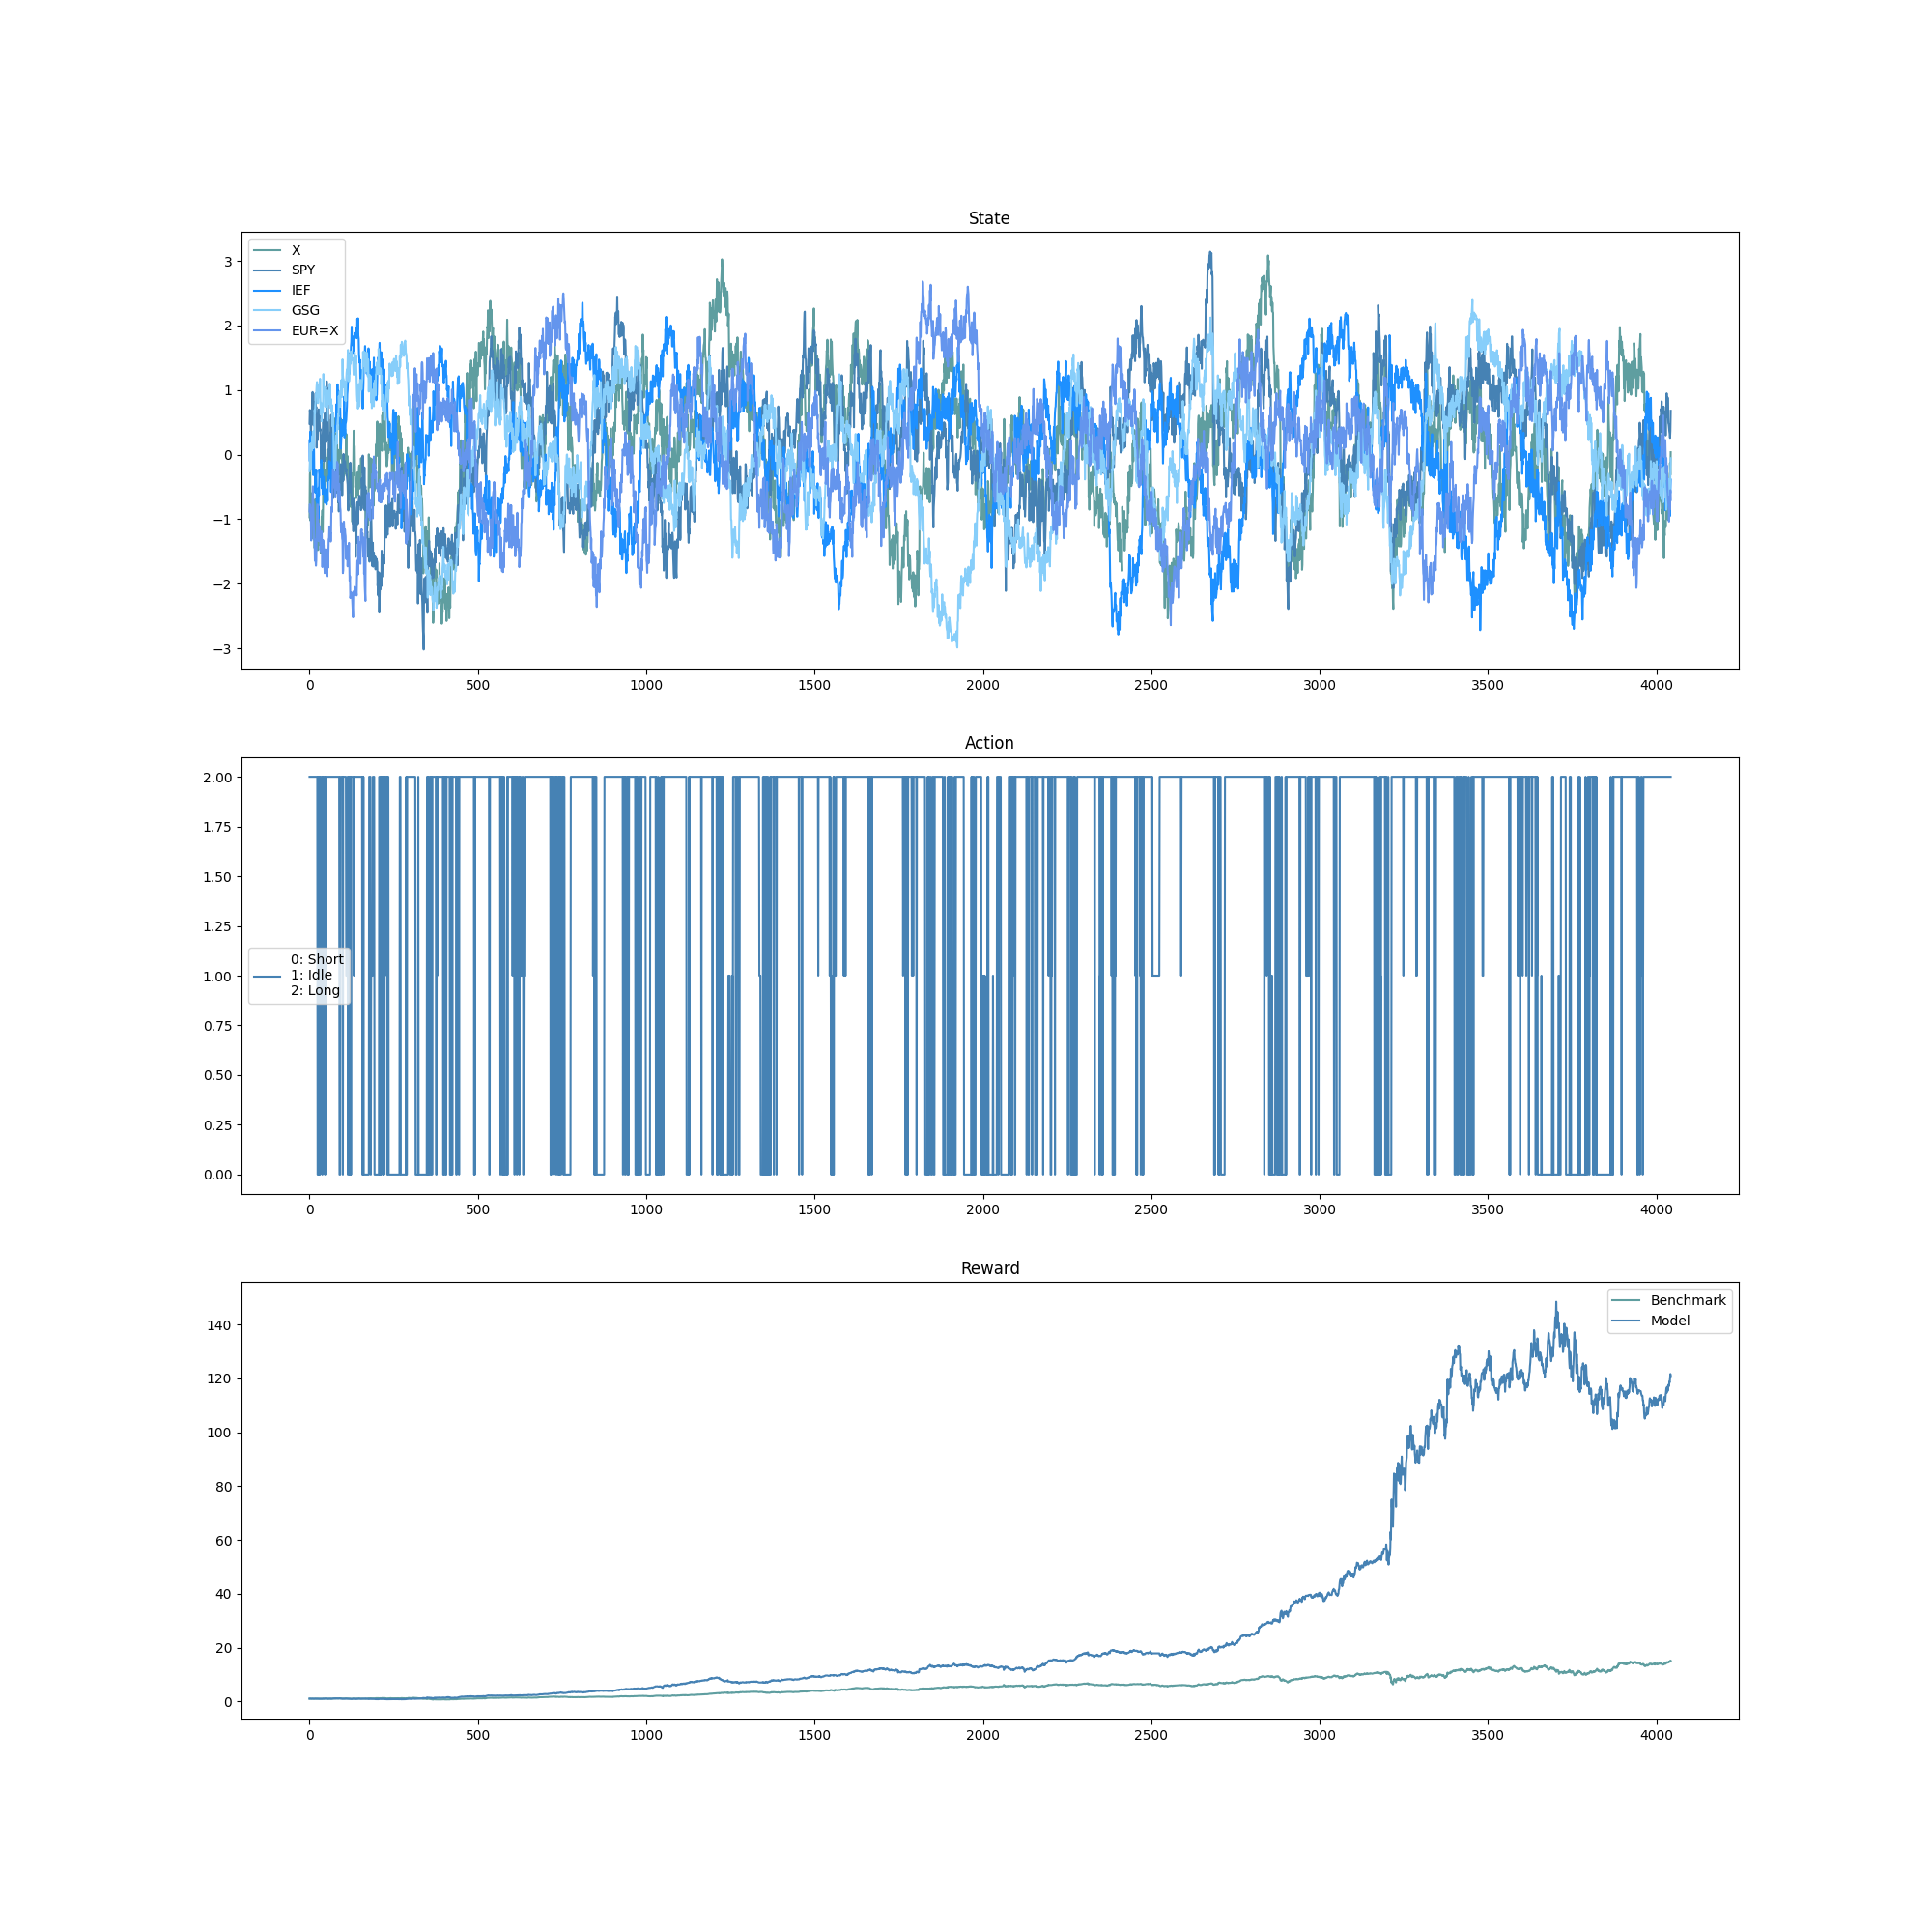 State
X
SPY
IEF
GSG
EUR=X
3
2
1
0
−1
−2
−3
0 500 1000 1500 2000 2500 3000 3500 4000
Action
2.00
1.75
1.50
1.25
1.00
0.75
0.50
0.25
0.00
0: Short
1: Idle
2: Long
0 500 1000 1500 2000 2500 3000 3500 4000
Reward
Benchmark
Model
140
120
100
80
60
40
20
0
0 500 1000 1500 2000 2500 3000 3500 4000